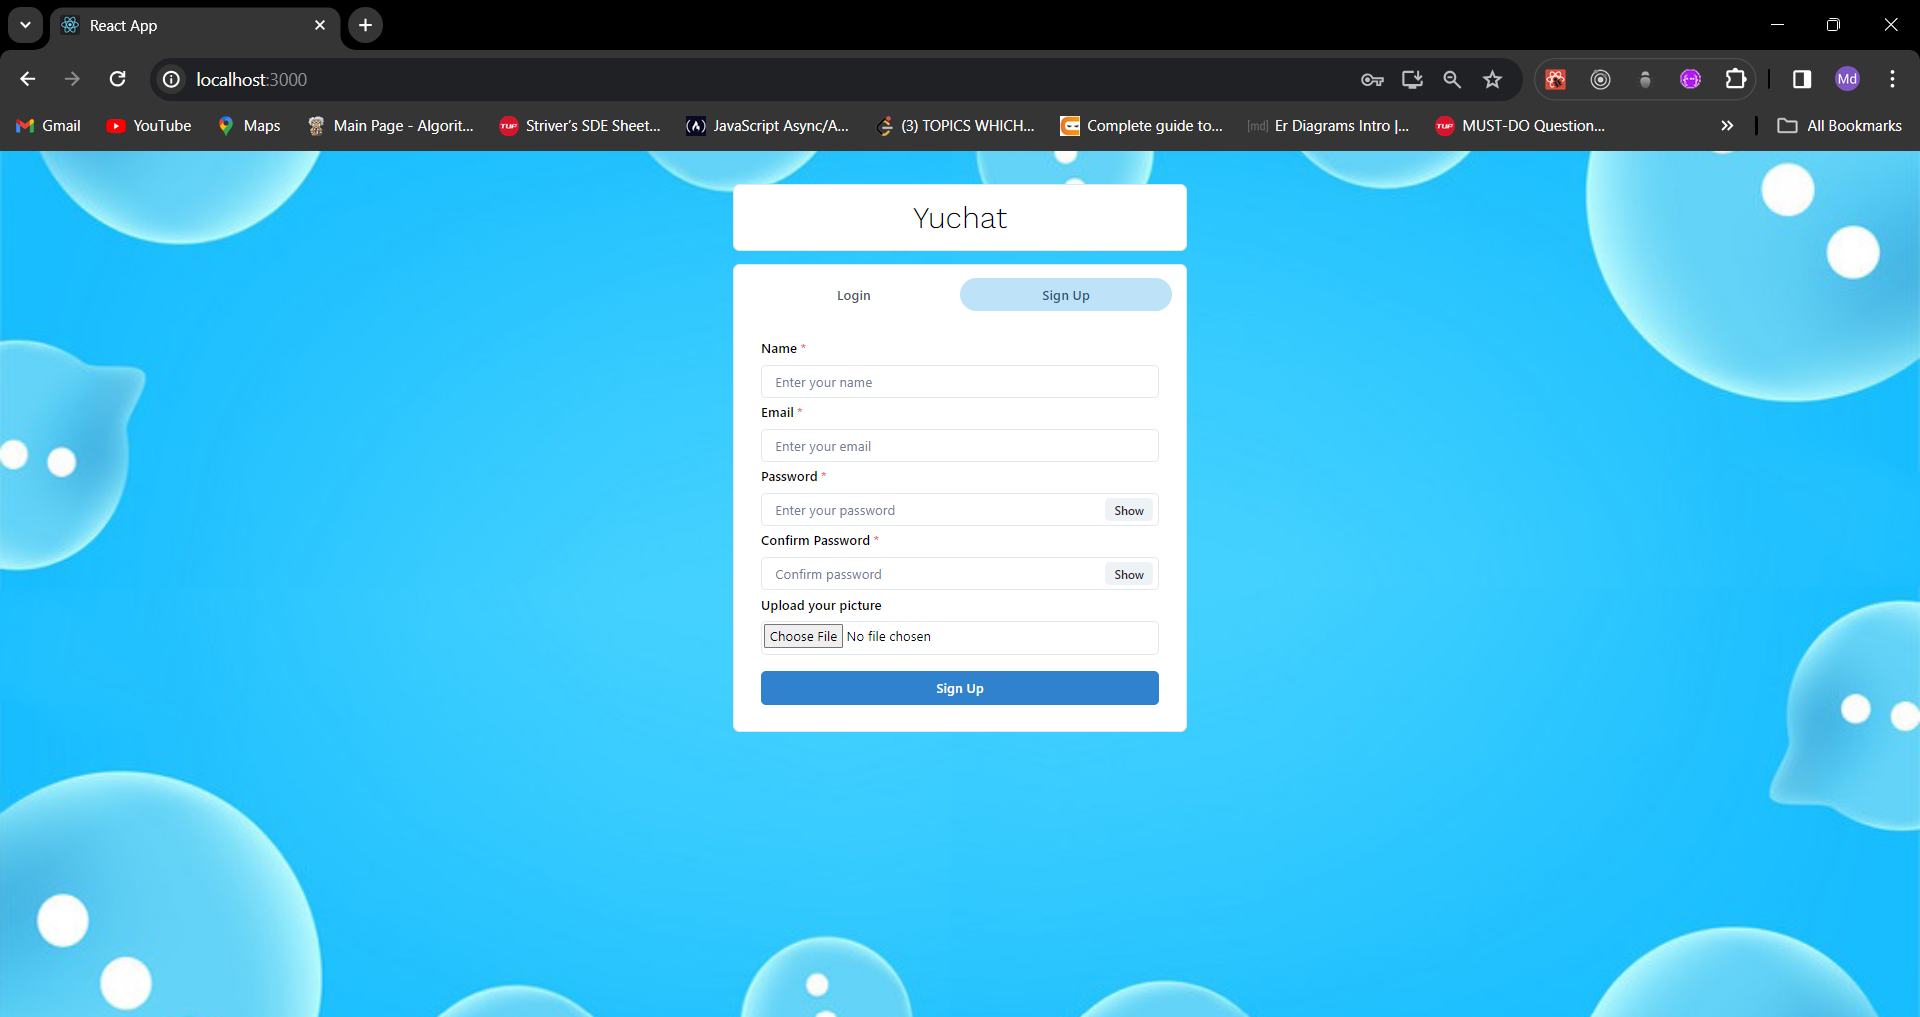 React App
localhost:3000
Md
Gmail
YouTube
Maps
Main Page - Algorit...
Striver's SDE Sheet...
JavaScript Async/A...
(3) TOPICS WHICH...
Complete guide to...
[md] Er Diagrams Intro |...
TUF MUST-DO Question...
All Bookmarks
Yuchat
Login
Sign Up
Name *
Enter your name
Email *
Enter your email
Password *
Enter your password
Show
Confirm Password *
Confirm password
Show
Upload your picture
Choose File No file chosen
Sign Up